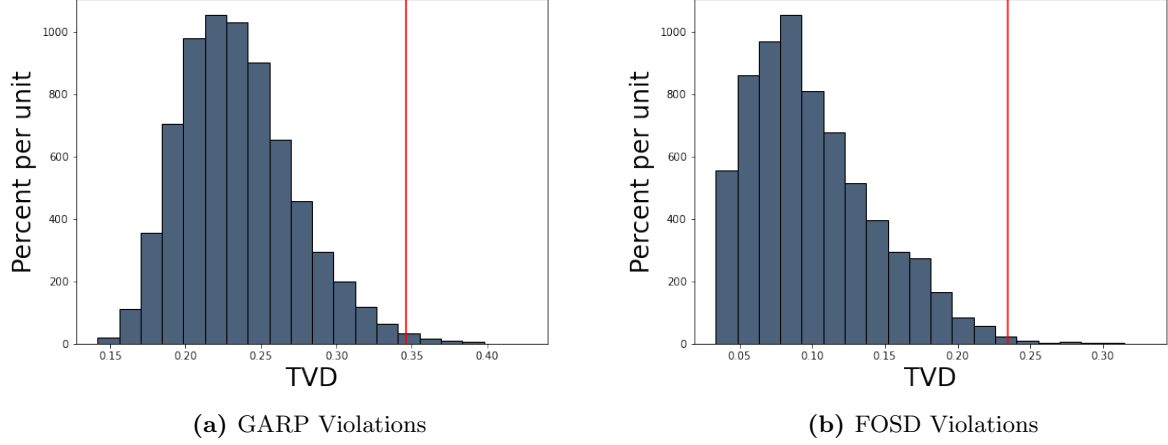 1000
800
600
400
200
0
Percent per unit
0.15 0.20 0.25 0.30 0.35 0.40
TVD
(a) GARP Violations
1000
800
600
400
200
0
Percent per unit
0.05 0.10 0.15 0.20 0.25 0.30
TVD
(b) FOSD Violations